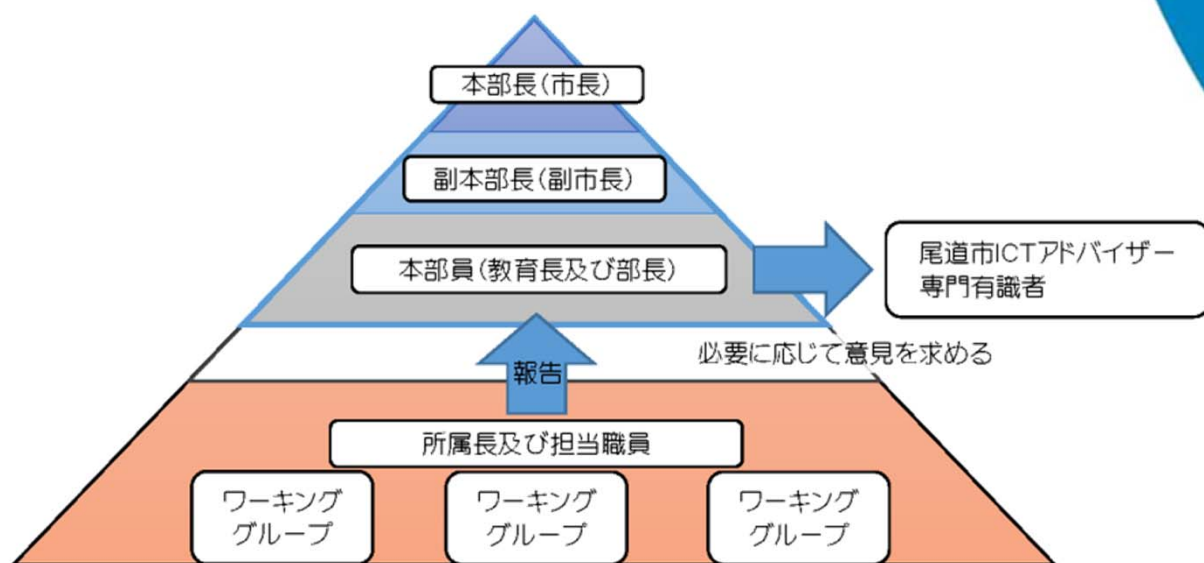 本部長(市長)
副本部長(副市長)
本部員(教育長及び部長)
尾道市ICTアドバイザー
専門有識者
必要に応じて意見を求める
報告
所属長及び担当職員
ワーキング
グループ
ワーキング
グループ
ワーキング
グループ